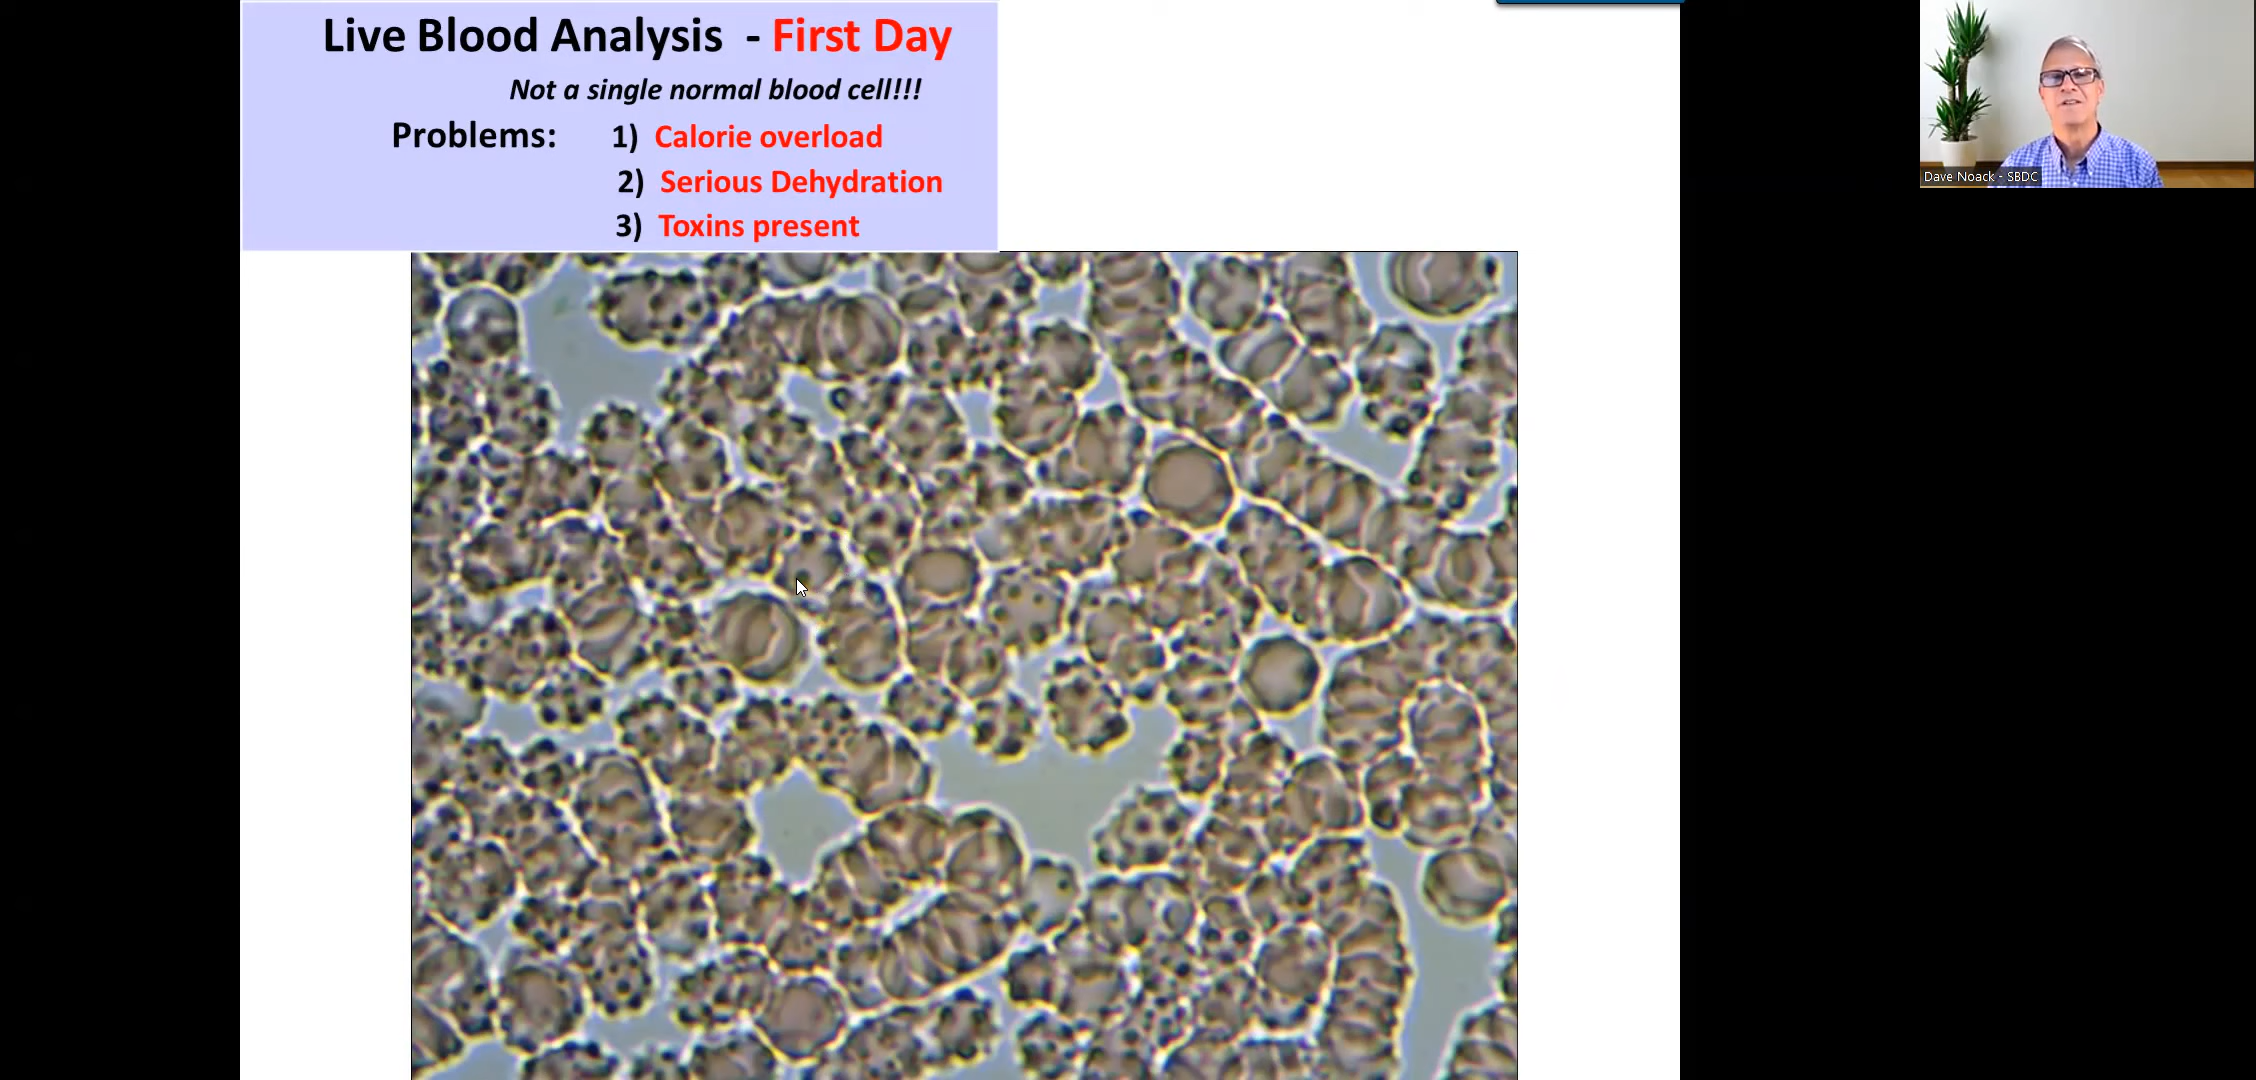 Live Blood Analysis - First Day
Not a single normal blood cell!!!
Problems: 1) Calorie overload
2) Serious Dehydration
3) Toxins present
Dave Noack - SBDC